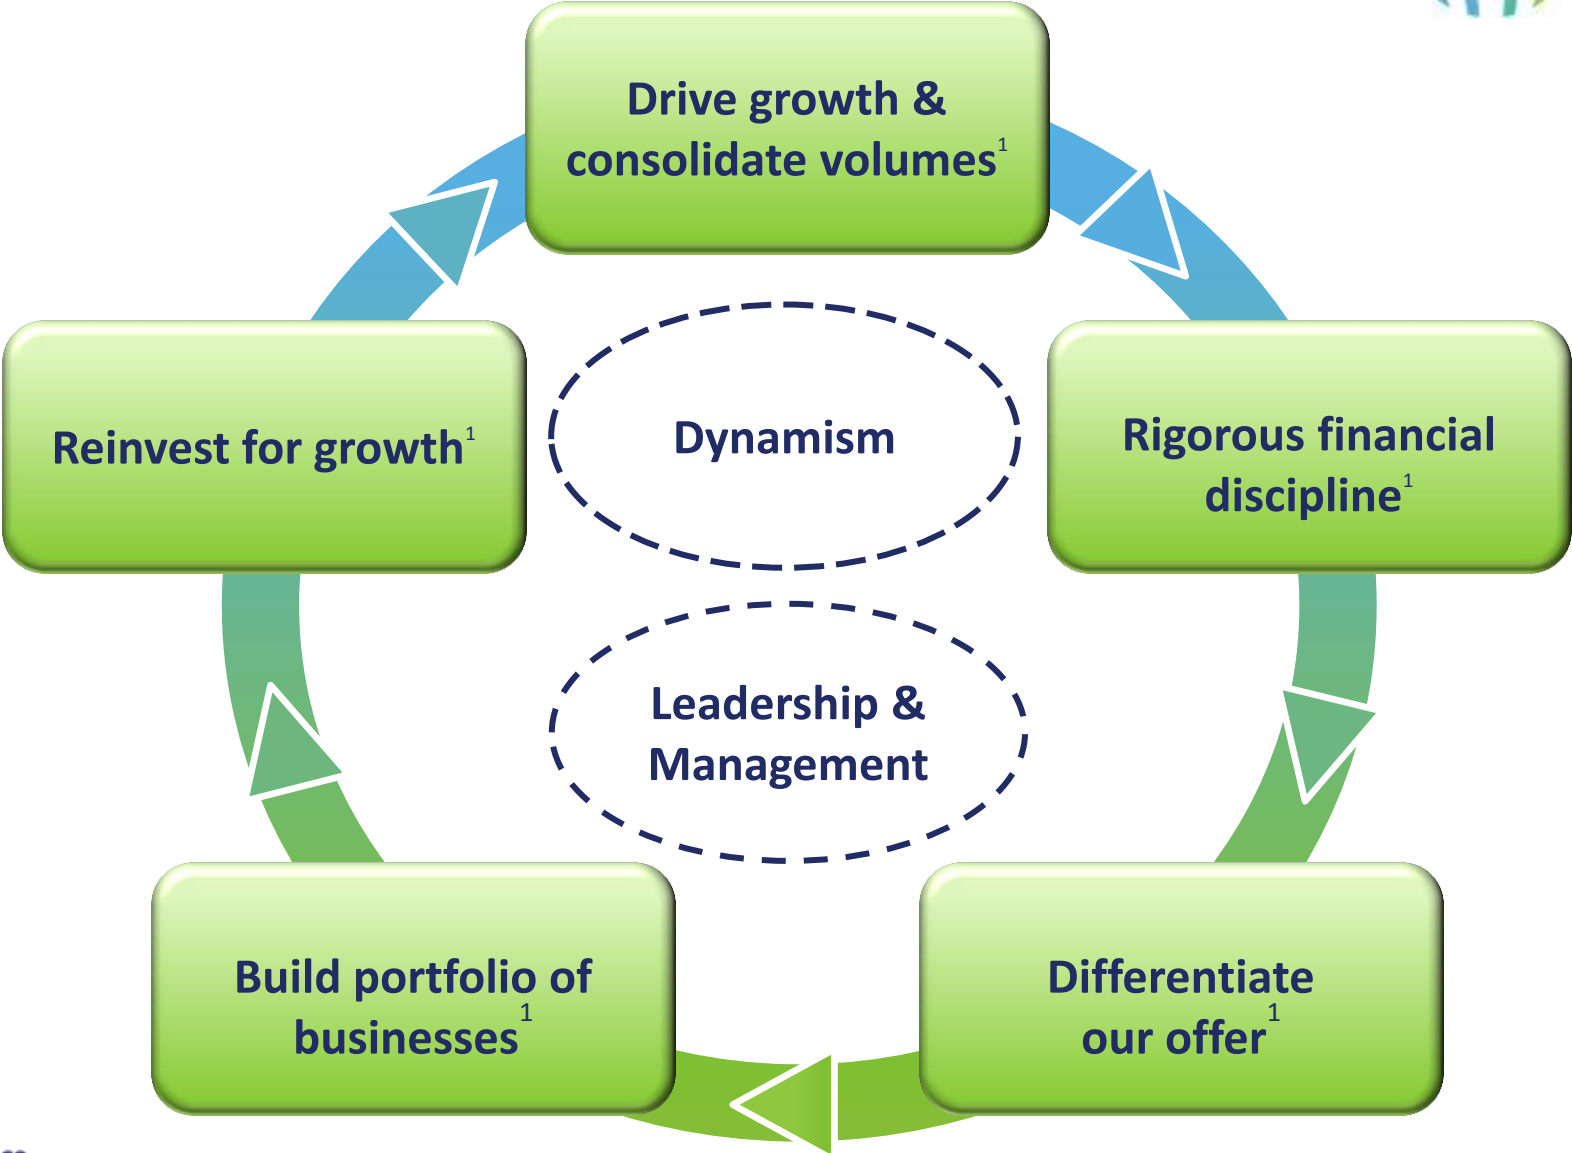 Drive growth &
consolidate volumes¹
Reinvest for growth¹
Dynamism
Rigorous financial
discipline¹
Leadership &
Management
Build portfolio of
businesses¹
Differentiate
our offer¹